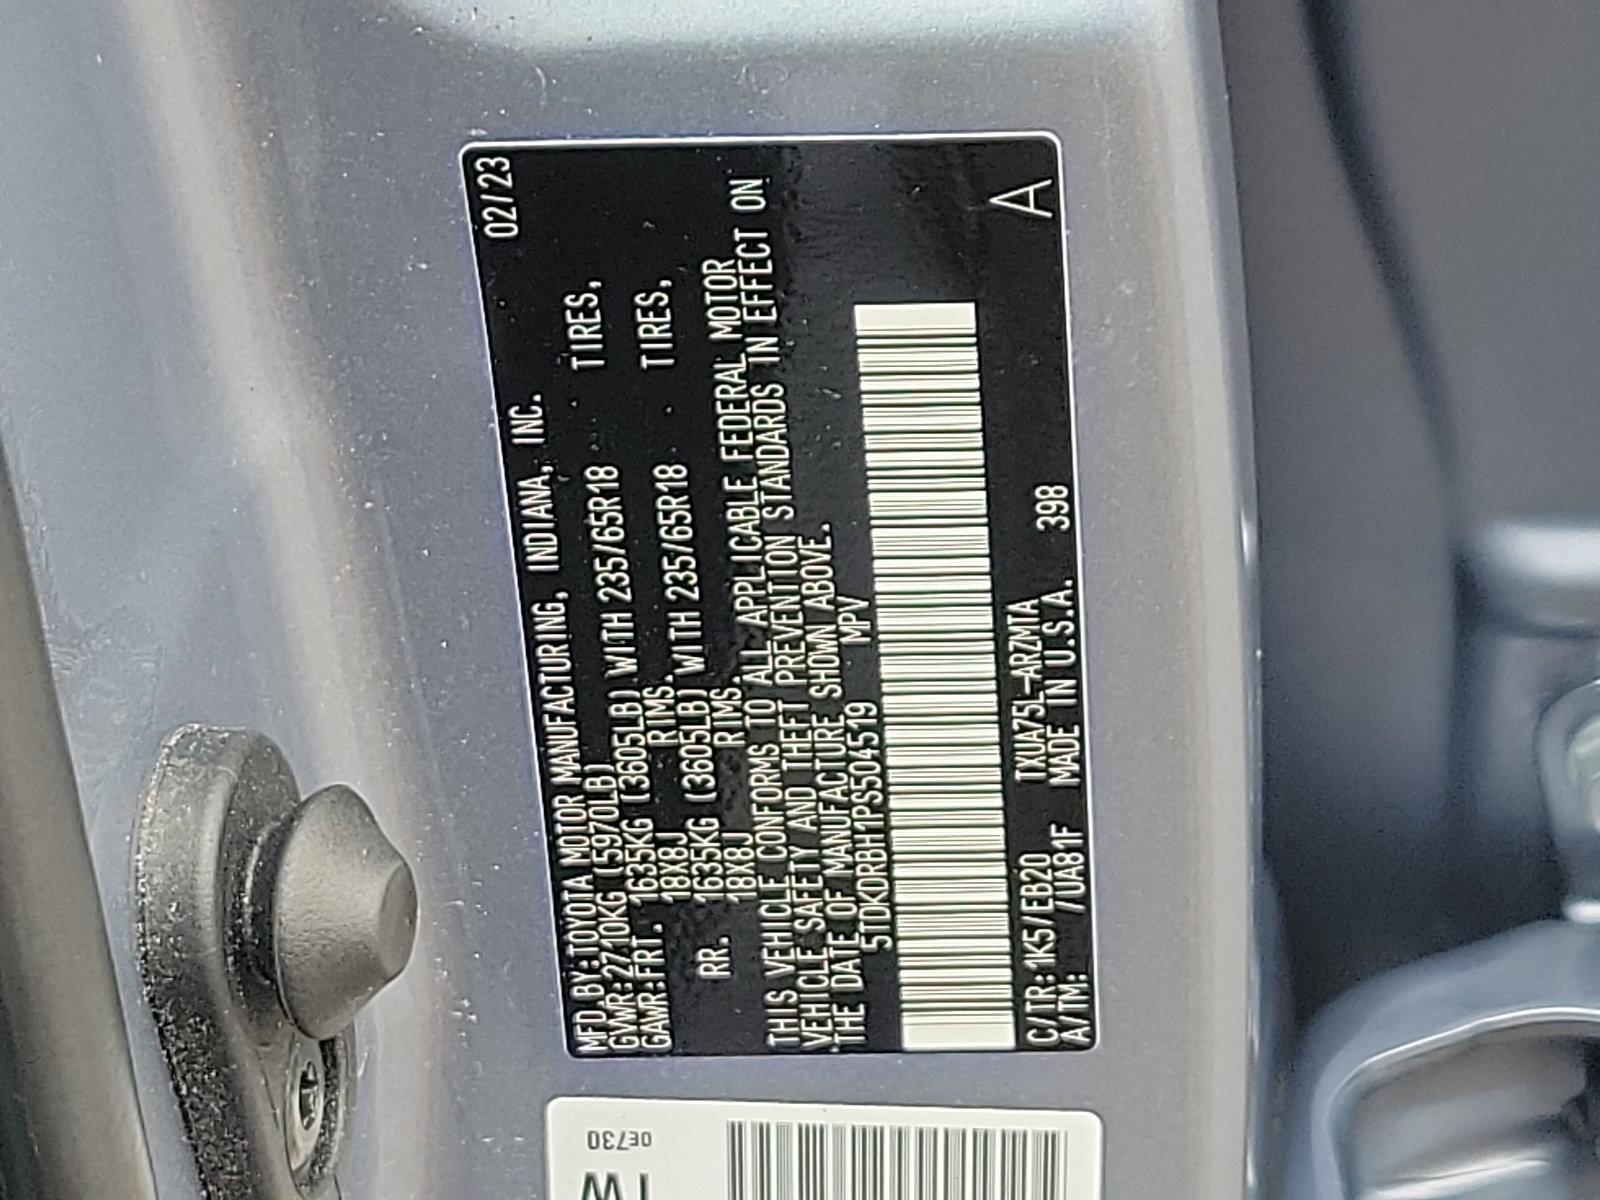 02/23
MFD.BY:TOYOTA MOTOR MANUFACTURING, INDIANA, INC.
GVWR:2710KG (5970LB)
GAWR:FRT. 1635KG (3605LB) WITH 235/65R18 TIRES,
18X8J RIMS.
RR. 1635KG (3605LB) WITH 235/65R18 TIRES,
18X8J RIMS.
THIS VEHICLE CONFORMS TO ALL APPLICABLE FEDERAL MOTOR
VEHICLE SAFETY AND THEFT PREVENTION STANDARDS IN EFFECT ON
THE DATE OF MANUFACTURE SHOWN ABOVE.
5TDKDRBH1PS504519 MPV
C/TR:1K5/EB20 TXUA75L-ARZMTA
A/TM: /UA81F MADE IN U.S.A. 398
A
0E730